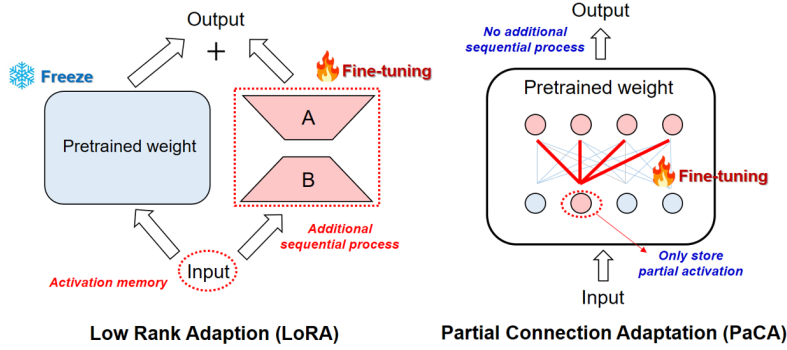 Output
+
Freeze
Fine-tuning
Pretrained weight
A
B
Additional
sequential process
Input
Activation memory
Low Rank Adaption (LoRA)
Output
No additional
sequential process
Pretrained weight
Fine-tuning
Only store
partial activation
Input
Partial Connection Adaptation (PaCA)